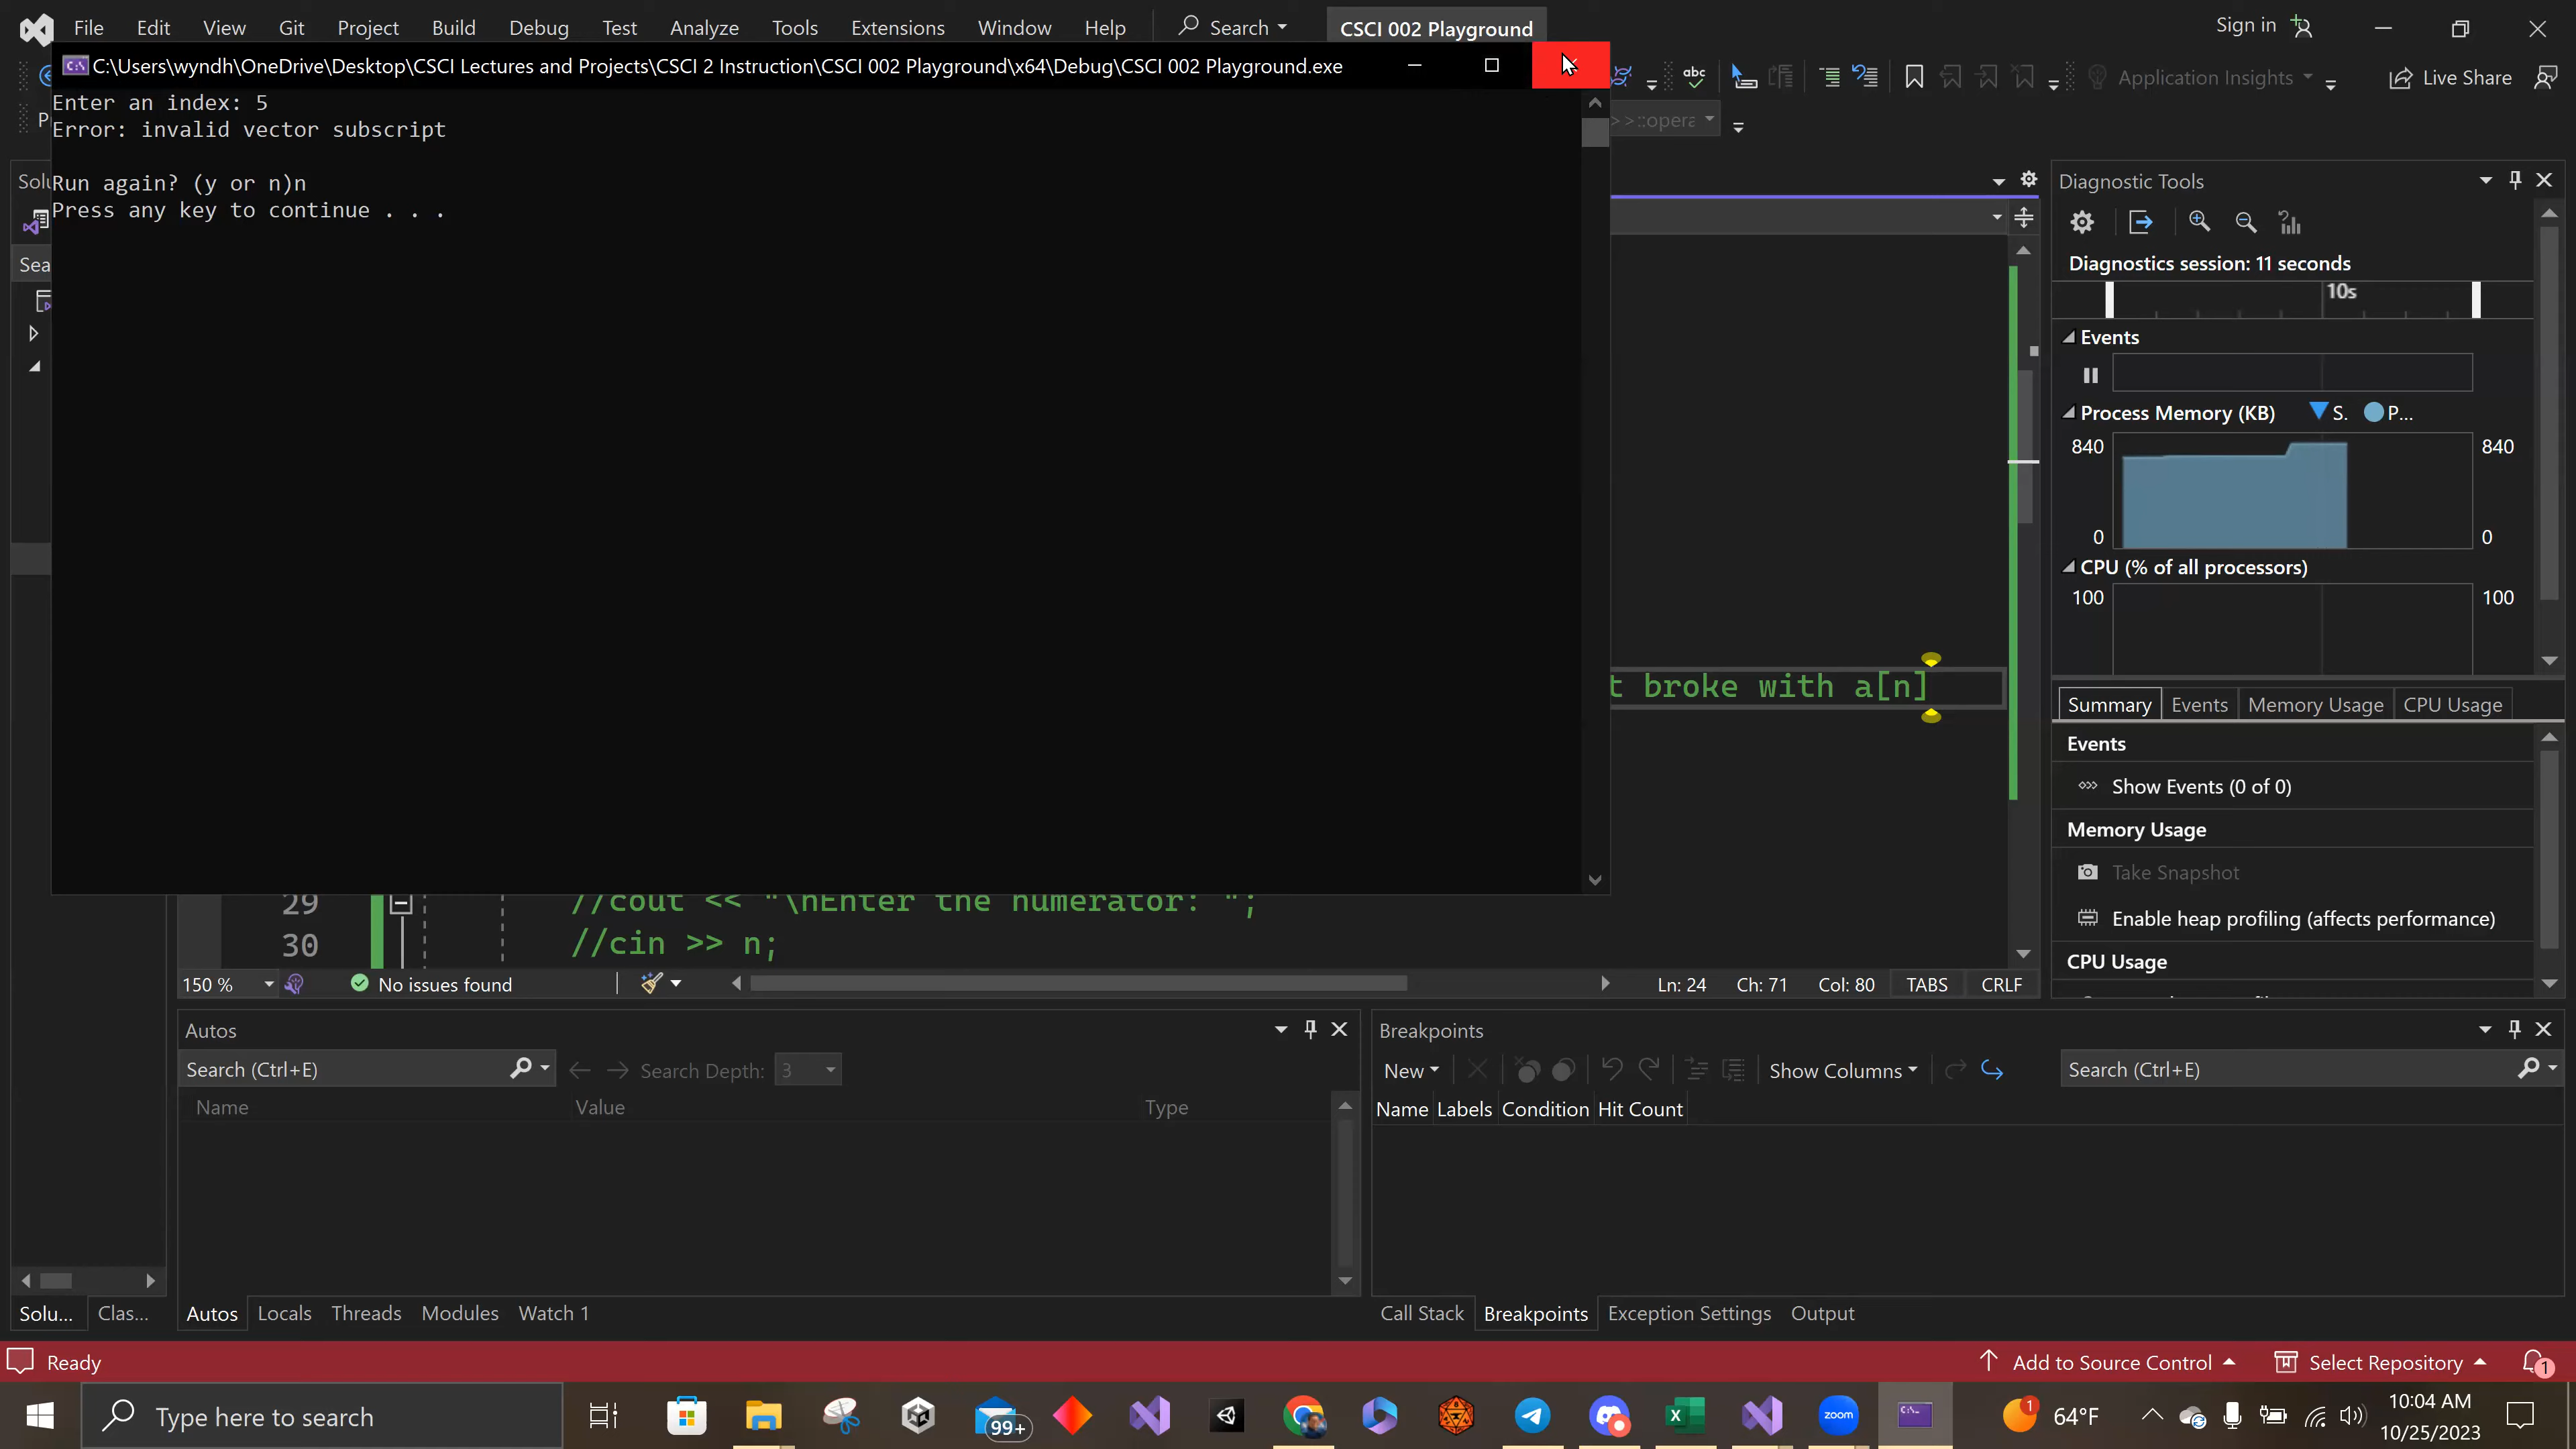 File Edit View Git Project Build Debug Test Analyze Tools Extensions Window Help Search CSCI 002 Playground Sign in
C:\Users\wyndh\OneDrive\Desktop\CSCI Lectures and Projects\CSCI 2 Instruction\CSCI 002 Playground\x64\Debug\CSCI 002 Playground.exe
Application Insights Live Share
Enter an index: 5
Error: invalid vector subscript
Run again? (y or n)n
Press any key to continue . . .
>>::opera
Solu
Sea
t broke with a[n]
29 //cout << "\nEnter the numerator: ";
30 //cin >> n;
150 % No issues found Ln: 24 Ch: 71 Col: 80 TABS CRLF
Diagnostic Tools
Diagnostics session: 11 seconds
10s
Events
Process Memory (KB) S. P...
840 840
0 0
CPU (% of all processors)
100 100
Summary Events Memory Usage CPU Usage
Events
Show Events (0 of 0)
Memory Usage
Take Snapshot
Enable heap profiling (affects performance)
CPU Usage
Autos
Search (Ctrl+E) Search Depth: 3
Name Value Type
Autos Locals Threads Modules Watch 1
Solu... Clas...
Breakpoints
New Show Columns Search (Ctrl+E)
Name Labels Condition Hit Count
Call Stack Breakpoints Exception Settings Output
Ready Add to Source Control Select Repository 1
Type here to search 99+ zoom 1 64°F 10:04 AM
10/25/2023